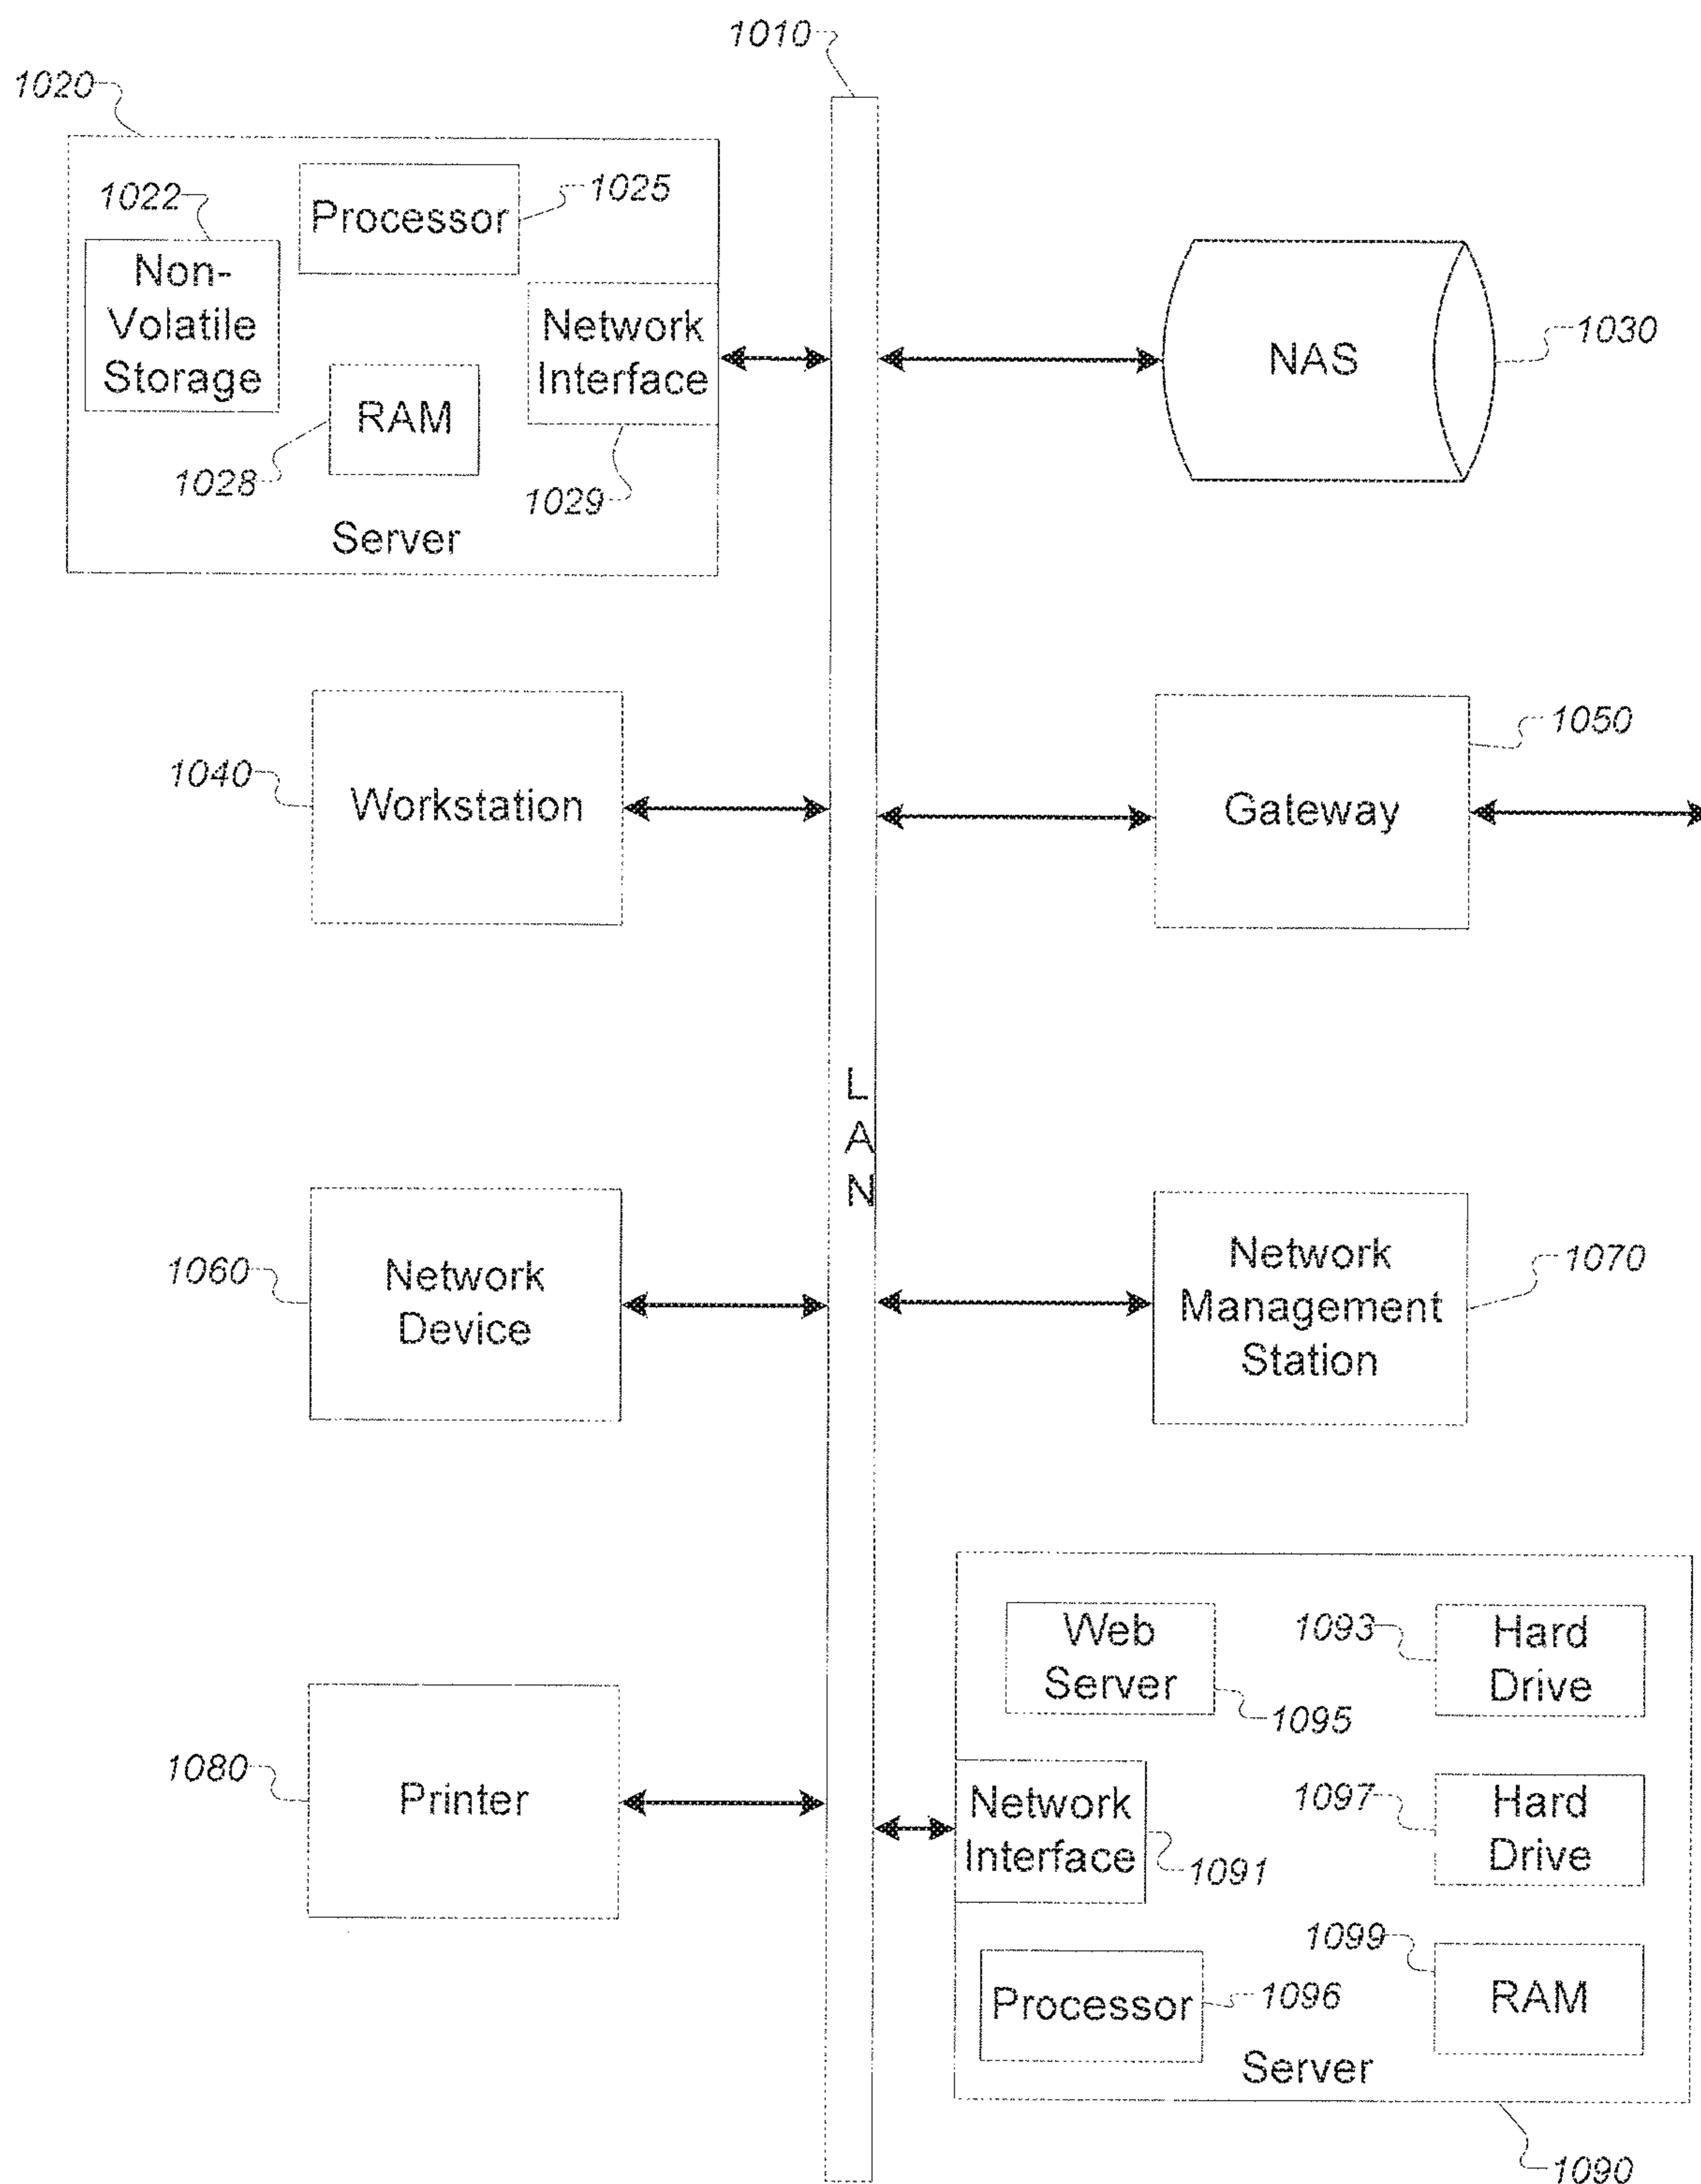 1010
1020
1022
Processor
1025
Non-
Volatile
Storage
Network
Interface
RAM
1028
1029
Server
NAS
1030
1040
Workstation
Gateway
1050
L
A
N
1060
Network
Device
Network
Management
Station
1070
1080
Printer
Web
Server
1095
1093
Hard
Drive
Network
Interface
1091
1097
Hard
Drive
Processor
1096
1099
RAM
Server
1090